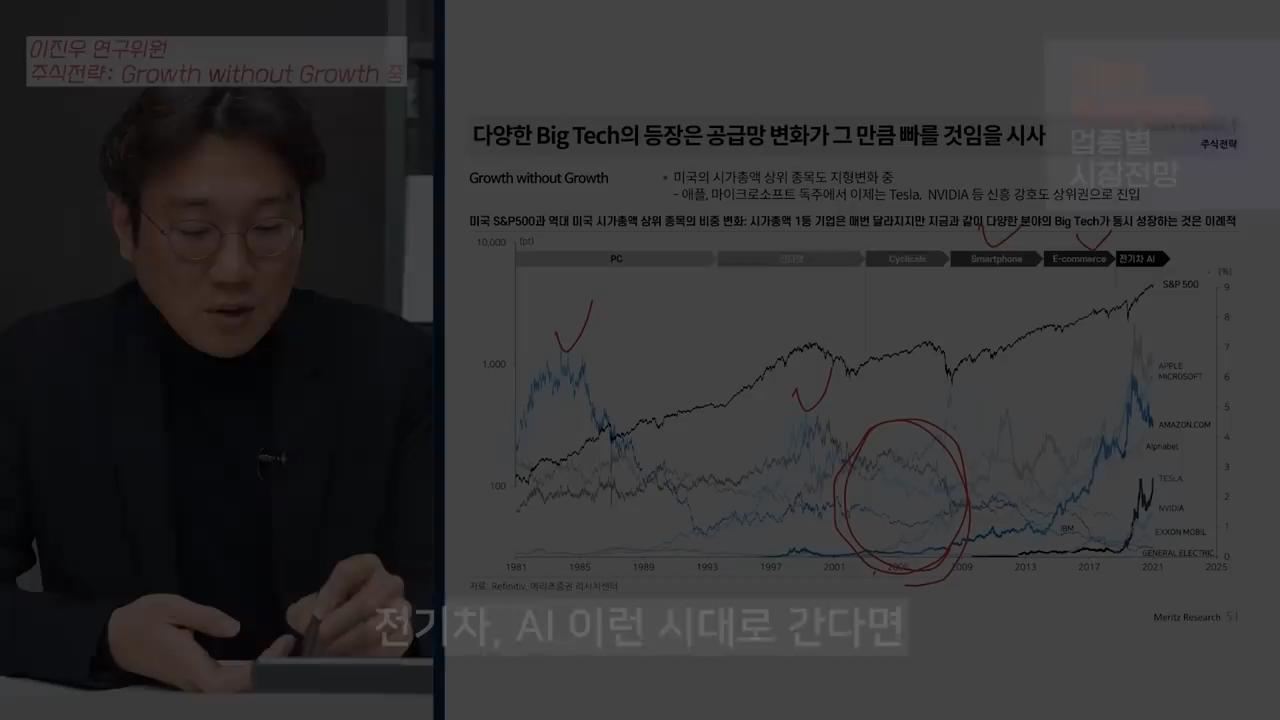 이진우 연구위원
주식전략: Growth without Growth 중
다양한 Big Tech의 등장은 공급망 변화가 그 만큼 빠를 것임을 시사
업종별
시장전망
주식전략
Growth without Growth
▪ 미국의 시가총액 상위 종목도 지형변화 중
- 애플, 마이크로소프트 독주에서 이제는 Tesla, NVIDIA 등 신흥 강호도 상위권으로 진입
미국 S&P500과 역대 미국 시가총액 상위 종목의 비중 변화: 시가총액 1등 기업은 매번 달라지지만 지금과 같이 다양한 분야의 Big Tech가 동시 성장하는 것은 이례적
10,000 (pt)
PC
Cyclicals
Smartphone
E-commerce
전기차 AI
(%)
S&P 500
9
8
7
1,000
APPLE
MICROSOFT
6
5
AMAZON.COM
4
Alphabet
3
TESLA
100
2
NVIDIA
IBM
EXXON MOBIL
1
GENERAL ELECTRIC
0
1981 1985 1989 1993 1997 2001 2009 2013 2017 2021 2025
자료: Refinitiv, 메리츠증권 리서치센터
전기차, AI 이런 시대로 간다면
Meritz Research 51